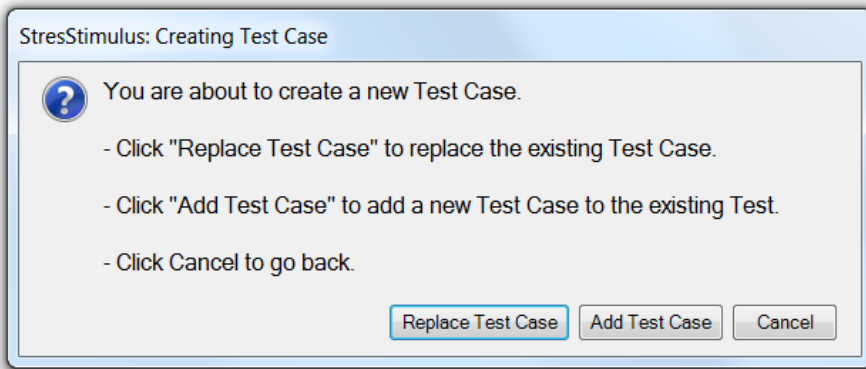 StresStimulus: Creating Test Case
?
You are about to create a new Test Case.
- Click "Replace Test Case" to replace the existing Test Case.
- Click "Add Test Case" to add a new Test Case to the existing Test.
- Click Cancel to go back.
Replace Test Case Add Test Case Cancel